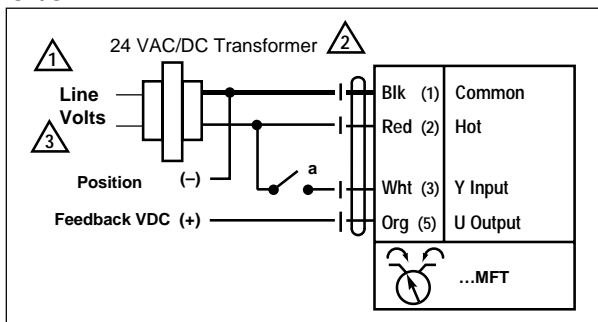 24 VAC/DC Transformer
2
1
Line
Volts
3
Blk (1) Common
Red (2) Hot
a
Position (–)
Wht (3) Y Input
Feedback VDC (+)
Org (5) U Output
...MFT